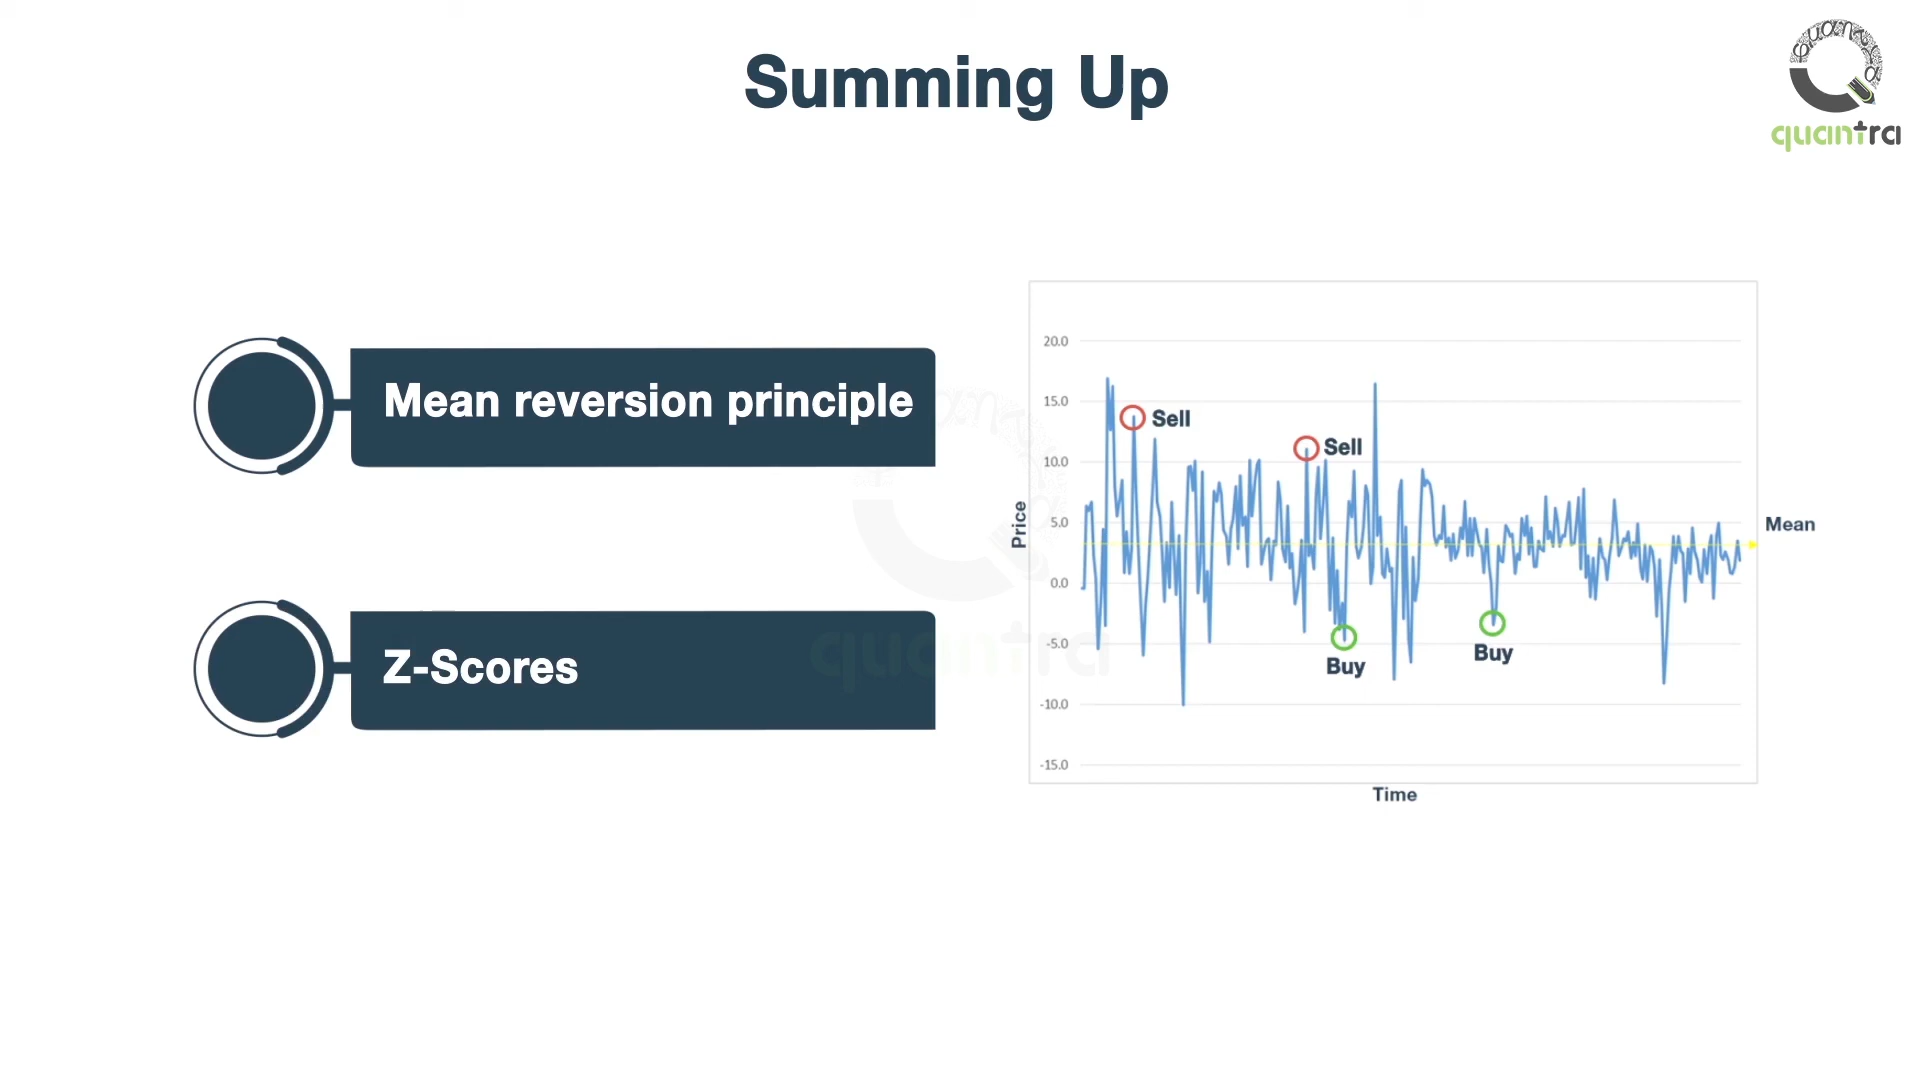 Summing Up
quantra
Mean reversion principle
Z-Scores
quantra
20.0
15.0
10.0
5.0
0.0
-5.0
-10.0
-15.0
Price
Sell
Sell
Buy
Buy
Mean
Time